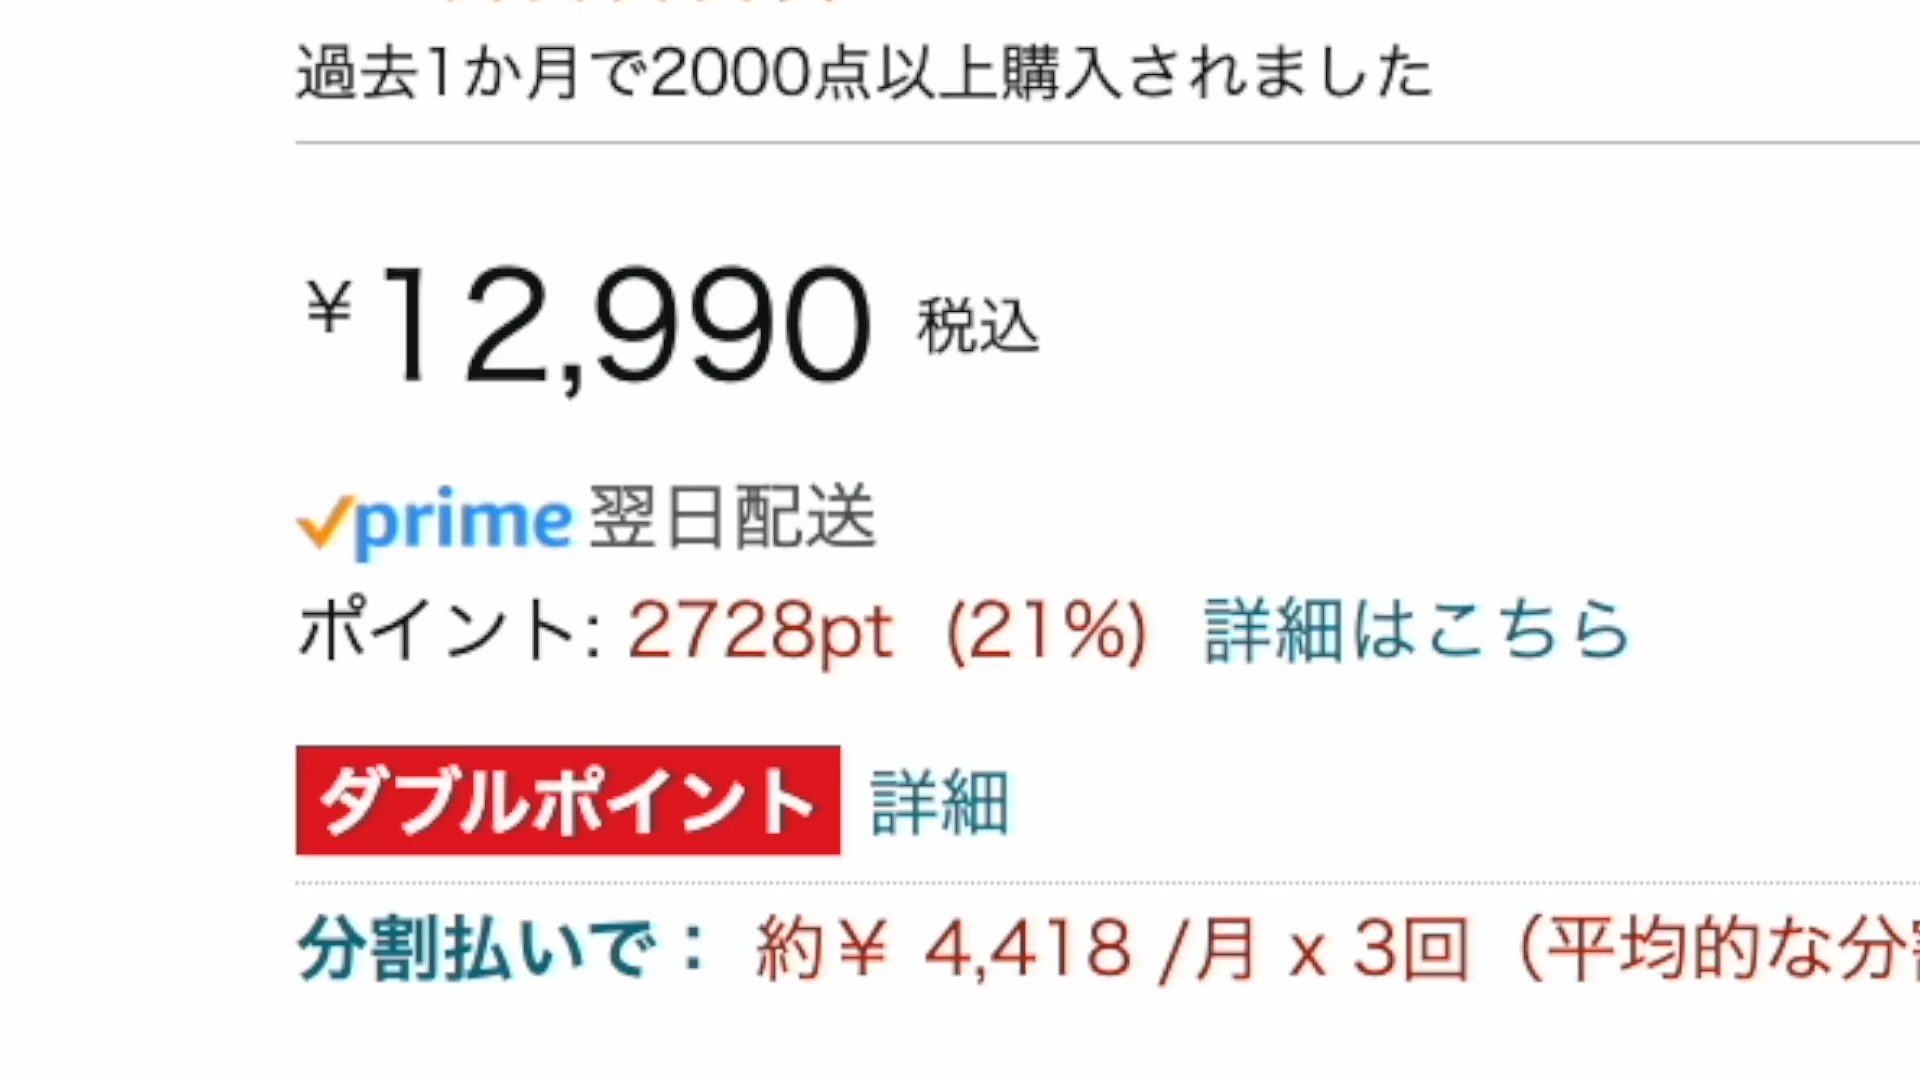 過去1か月で2000点以上購入されました
¥12,990 税込
prime 翌日配送
ポイント: 2728pt (21%) 詳細はこちら
ダブルポイント 詳細
分割払いで： 約¥ 4,418 /月 x 3回（平均的な分